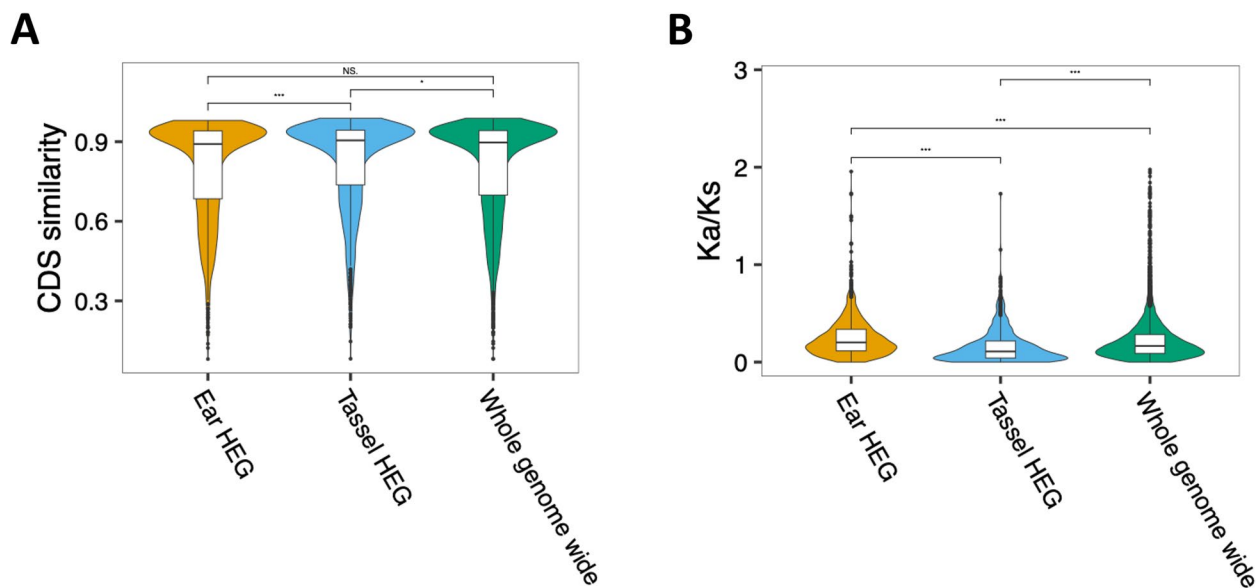 A
NS.
***
*
CDS similarity
0.9
0.6
0.3
Ear HEG
Tassel HEG
Whole genome wide
B
***
***
***
Ka/Ks
3
2
1
0
Ear HEG
Tassel HEG
Whole genome wide